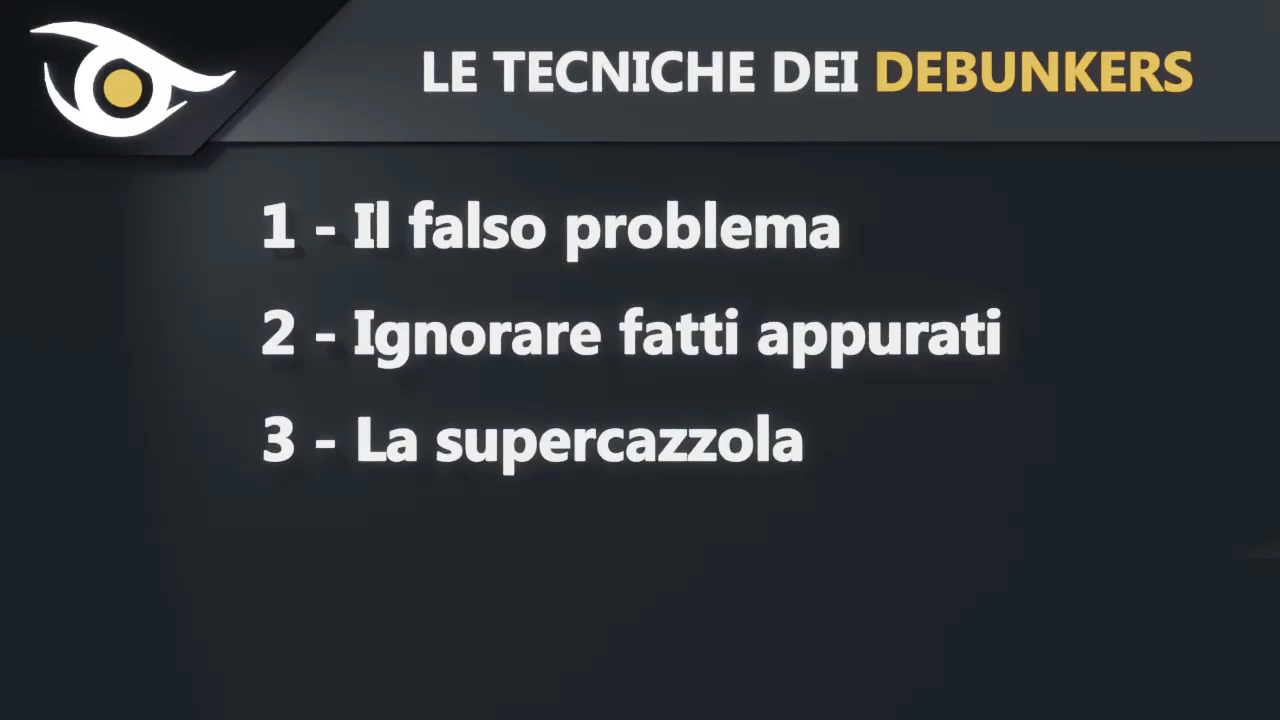 LE TECNICHE DEI DEBUNKERS
1 - Il falso problema
2 - Ignorare fatti appurati
3 - La supercazzola